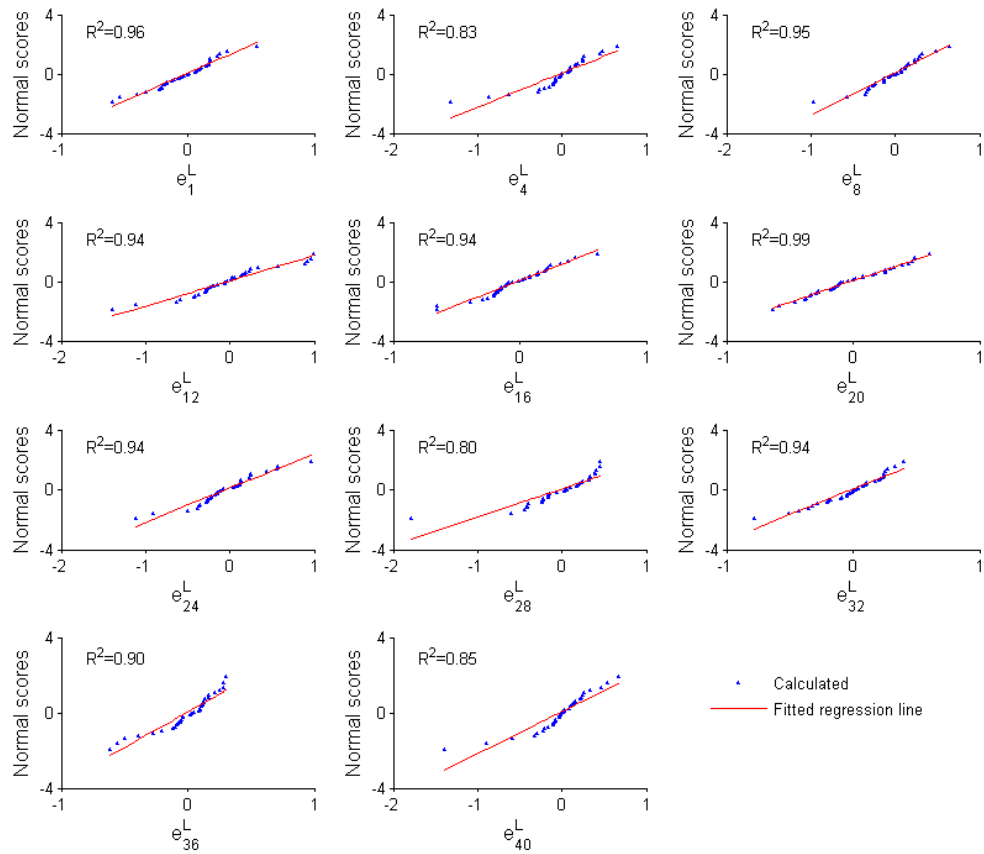 Normal scores
4
0
-4
R²=0.96
-1
0
1
e₁ᴸ
Normal scores
4
0
-4
R²=0.83
-2
-1
0
1
e₄ᴸ
Normal scores
4
0
-4
R²=0.95
-2
-1
0
1
e₈ᴸ
Normal scores
4
0
-4
R²=0.94
-2
-1
0
1
e₁₂ᴸ
Normal scores
4
0
-4
R²=0.94
-1
0
1
e₁₆ᴸ
Normal scores
4
0
-4
R²=0.99
-1
0
1
e₂₀ᴸ
Normal scores
4
0
-4
R²=0.94
-2
-1
0
1
e₂₄ᴸ
Normal scores
4
0
-4
R²=0.80
-2
-1
0
1
e₂₈ᴸ
Normal scores
4
0
-4
R²=0.94
-1
0
1
e₃₂ᴸ
Normal scores
4
0
-4
R²=0.90
-1
0
1
e₃₆ᴸ
Normal scores
4
0
-4
R²=0.85
-2
-1
0
1
e₄₀ᴸ
Calculated
Fitted regression line